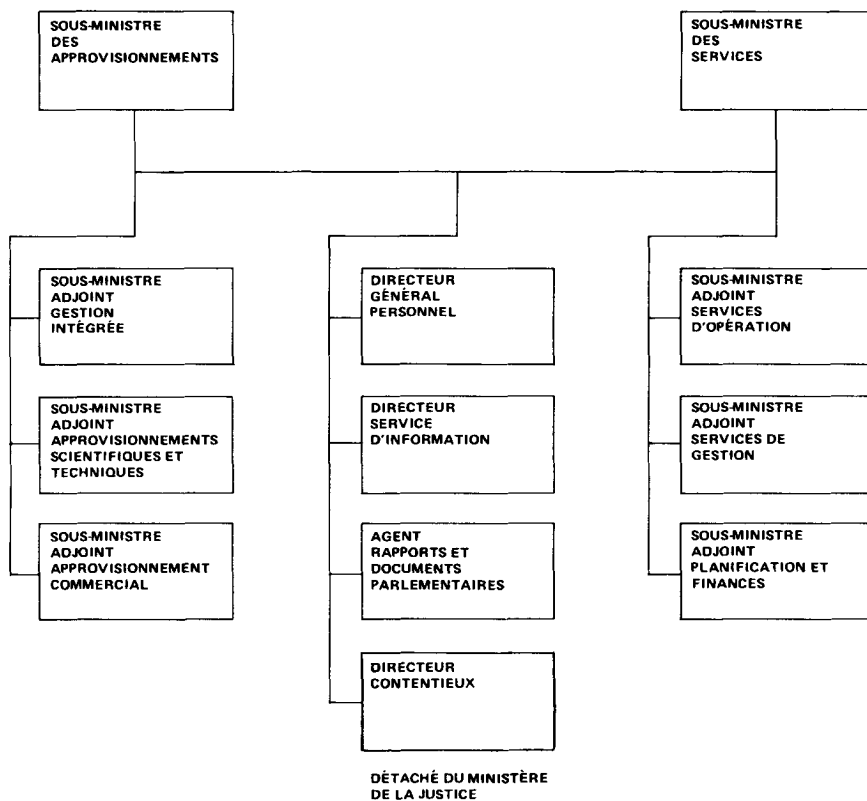 SOUS-MINISTRE
DES
APPROVISIONNEMENTS
SOUS-MINISTRE
DES
SERVICES
SOUS-MINISTRE
ADJOINT
GESTION
INTÉGRÉE
DIRECTEUR
GÉNÉRAL
PERSONNEL
SOUS-MINISTRE
ADJOINT
SERVICES
D'OPÉRATION
SOUS-MINISTRE
ADJOINT
APPROVISIONNEMENTS
SCIENTIFIQUES ET
TECHNIQUES
DIRECTEUR
SERVICE
D'INFORMATION
SOUS-MINISTRE
ADJOINT
SERVICES DE
GESTION
SOUS-MINISTRE
ADJOINT
APPROVISIONNEMENT
COMMERCIAL
AGENT
RAPPORTS ET
DOCUMENTS
PARLEMENTAIRES
SOUS-MINISTRE
ADJOINT
PLANIFICATION ET
FINANCES
DIRECTEUR
CONTENTIEUX
DÉTACHÉ DU MINISTÈRE
DE LA JUSTICE